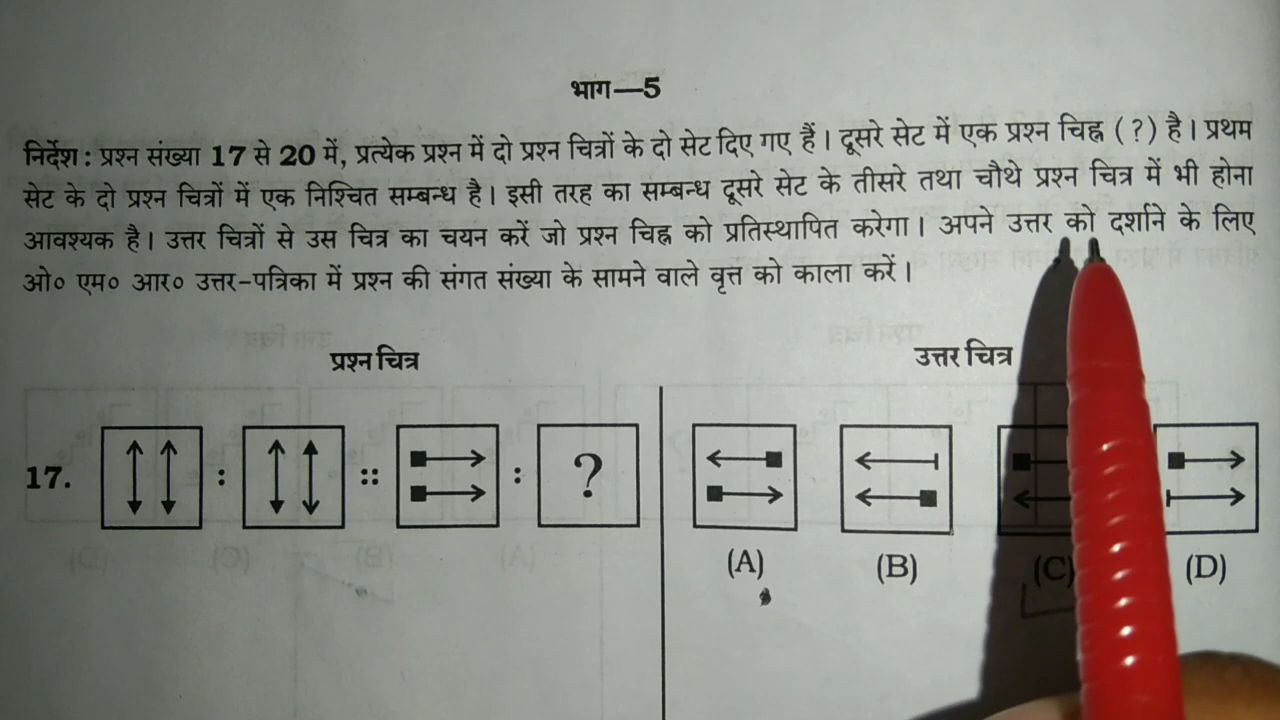 भाग—5
निर्देश : प्रश्न संख्या 17 से 20 में, प्रत्येक प्रश्न में दो प्रश्न चित्रों के दो सेट दिए गए हैं। दूसरे सेट में एक प्रश्न चिह्न (?) है। प्रथम
सेट के दो प्रश्न चित्रों में एक निश्चित सम्बन्ध है। इसी तरह का सम्बन्ध दूसरे सेट के तीसरे तथा चौथे प्रश्न चित्र में भी होना
आवश्यक है। उत्तर चित्रों से उस चित्र का चयन करें जो प्रश्न चिह्न को प्रतिस्थापित करेगा। अपने उत्तर को दर्शाने के लिए
ओ० एम० आर० उत्तर-पत्रिका में प्रश्न की संगत संख्या के सामने वाले वृत्त को काला करें।
प्रश्न चित्र उत्तर चित्र
17. : :: : ?
(A) (B) (C) (D)